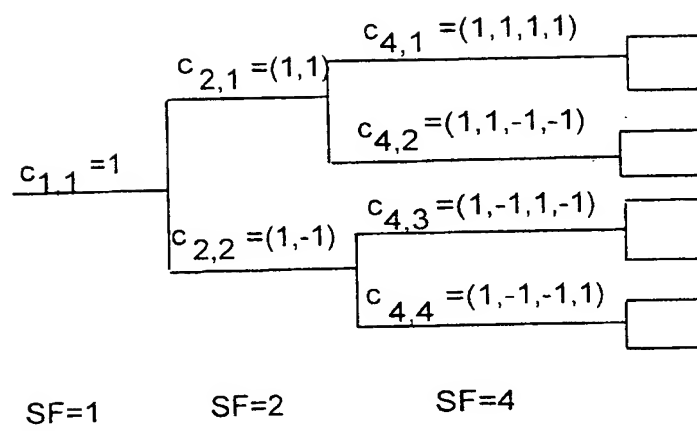 c4,1 =(1,1,1,1)
c2,1 =(1,1)
c4,2 =(1,1,-1,-1)
c1,1 =1
c4,3 =(1,-1,1,-1)
c2,2 =(1,-1)
c4,4 =(1,-1,-1,1)
SF=1 SF=2 SF=4